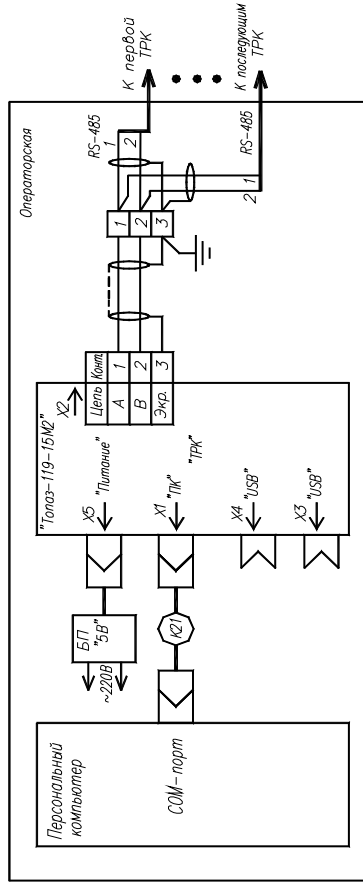 Операторская
Персональный
компьютер
COM-порт
~220В
БП
"5В"
К21
"Топаз-119-15М2"
X5
"Питание"
X1
"ПК"
"ТРК"
X4
"USB"
X3
"USB"
X2
Цепь Конт.
A 1
B 2
Экр. 3
1
2
3
RS-485
1
2
К первой
ТРК
RS-485
2 1
К последующим
ТРК